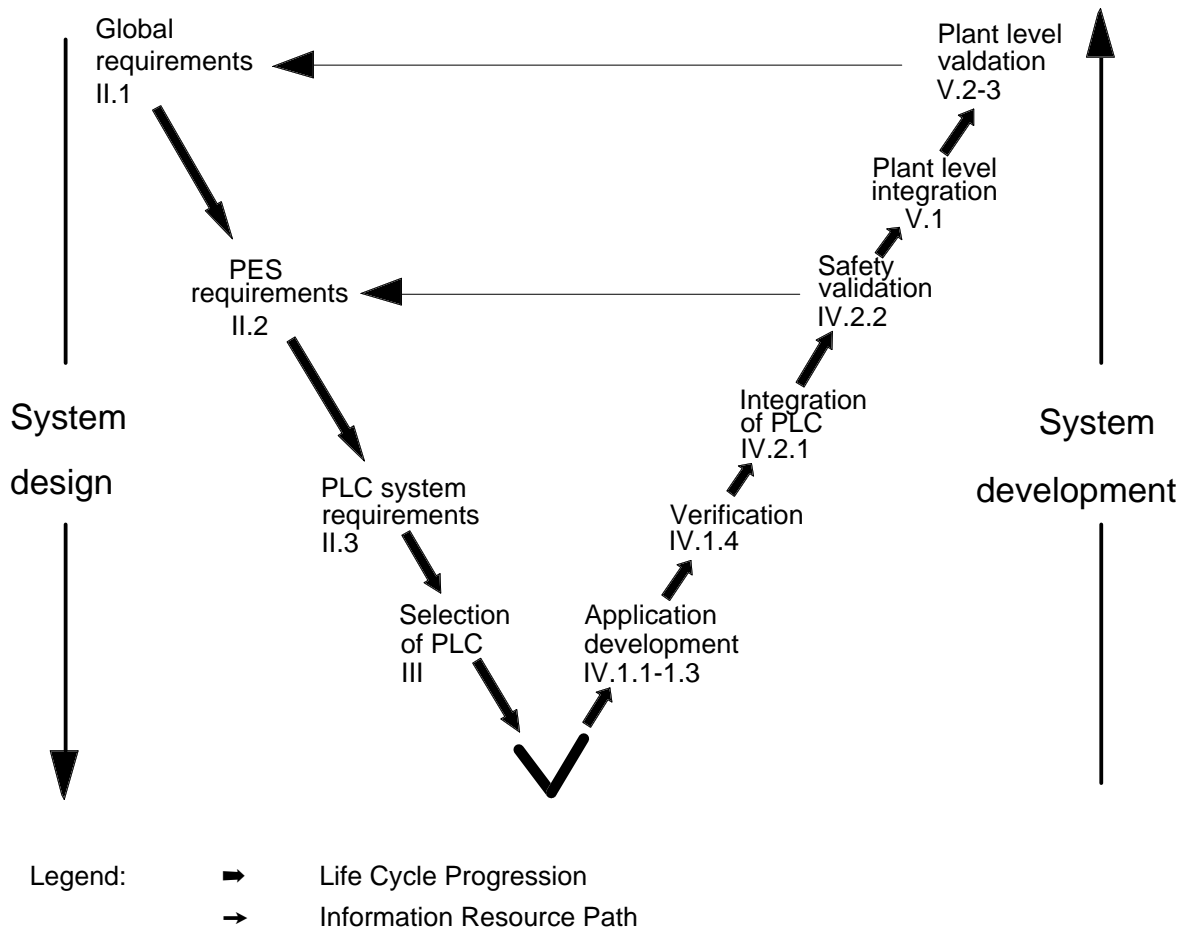 Global
requirements
II.1
PES
requirements
II.2
PLC system
requirements
II.3
Selection
of PLC
III
Application
development
IV.1.1-1.3
Verification
IV.1.4
Integration
of PLC
IV.2.1
Safety
validation
IV.2.2
Plant level
integration
V.1
Plant level
valdation
V.2-3
System
design
System
development
Legend:
Life Cycle Progression
Information Resource Path